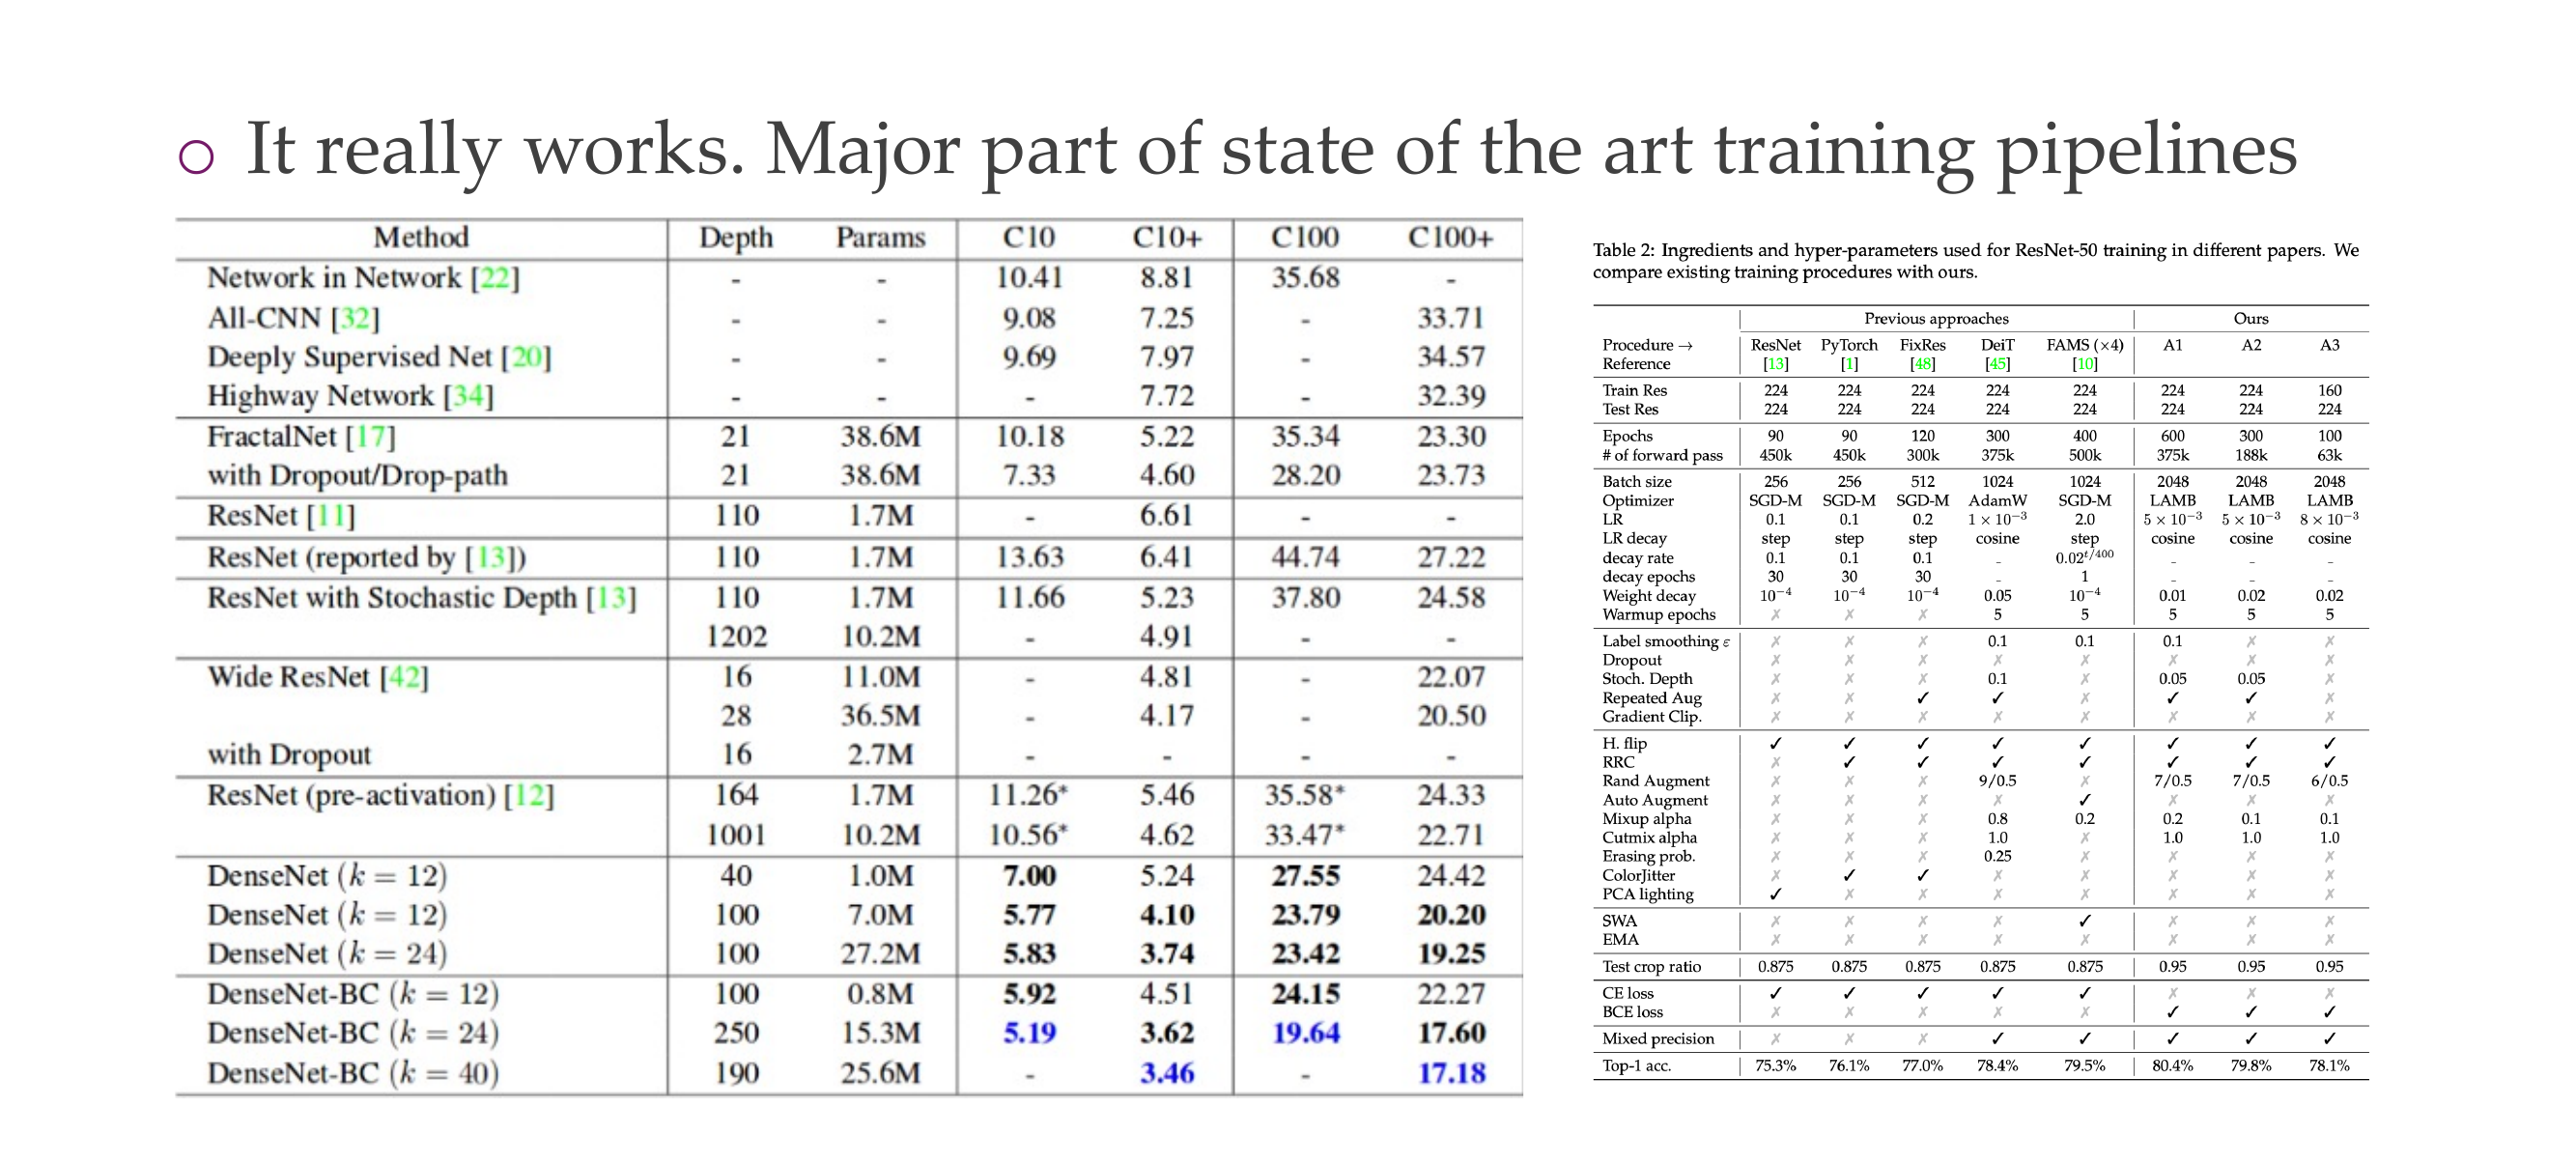 It really works. Major part of state of the art training pipelines
Method Depth Params C10 C10+ C100 C100+
Network in Network [22] - - 10.41 8.81 35.68 -
All-CNN [32] - - 9.08 7.25 - 33.71
Deeply Supervised Net [20] - - 9.69 7.97 - 34.57
Highway Network [34] - - - 7.72 - 32.39
FractalNet [17] 21 38.6M 10.18 5.22 35.34 23.30
with Dropout/Drop-path 21 38.6M 7.33 4.60 28.20 23.73
ResNet [11] 110 1.7M - 6.61 - -
ResNet (reported by [13]) 110 1.7M 13.63 6.41 44.74 27.22
ResNet with Stochastic Depth [13] 110 1.7M 11.66 5.23 37.80 24.58
1202 10.2M - 4.91 - -
Wide ResNet [42] 16 11.0M - 4.81 - 22.07
28 36.5M - 4.17 - 20.50
with Dropout 16 2.7M - - - -
ResNet (pre-activation) [12] 164 1.7M 11.26* 5.46 35.58* 24.33
1001 10.2M 10.56* 4.62 33.47* 22.71
DenseNet (k = 12) 40 1.0M 7.00 5.24 27.55 24.42
DenseNet (k = 12) 100 7.0M 5.77 4.10 23.79 20.20
DenseNet (k = 24) 100 27.2M 5.83 3.74 23.42 19.25
DenseNet-BC (k = 12) 100 0.8M 5.92 4.51 24.15 22.27
DenseNet-BC (k = 24) 250 15.3M 5.19 3.62 19.64 17.60
DenseNet-BC (k = 40) 190 25.6M - 3.46 - 17.18
Table 2: Ingredients and hyper-parameters used for ResNet-50 training in different papers. We
compare existing training procedures with ours.
Previous approaches Ours
Procedure → ResNet PyTorch FixRes DeiT FAMS (×4) A1 A2 A3
Reference [13] [1] [48] [45] [10]
Train Res 224 224 224 224 224 224 224 160
Test Res 224 224 224 224 224 224 224 224
Epochs 90 90 120 300 400 600 300 100
# of forward pass 450k 450k 300k 375k 500k 375k 188k 63k
Batch size 256 256 512 1024 1024 2048 2048 2048
Optimizer SGD-M SGD-M SGD-M AdamW SGD-M LAMB LAMB LAMB
LR 0.1 0.1 0.2 1 × 10⁻³ 2.0 5 × 10⁻³ 5 × 10⁻³ 8 × 10⁻³
LR decay step step step cosine step cosine cosine cosine
decay rate 0.1 0.1 0.1 - 0.02^t/400 - - -
decay epochs 30 30 30 - 1 - - -
Weight decay 10⁻⁴ 10⁻⁴ 10⁻⁴ 0.05 10⁻⁴ 0.01 0.02 0.02
Warmup epochs ✗ ✗ ✗ 5 5 5 5 5
Label smoothing ε ✗ ✗ ✗ 0.1 0.1 0.1 ✗ ✗
Dropout ✗ ✗ ✗ ✗ ✗ ✗ ✗ ✗
Stoch. Depth ✗ ✗ ✗ 0.1 ✗ 0.05 0.05 ✗
Repeated Aug ✗ ✗ ✓ ✓ ✗ ✓ ✓ ✗
Gradient Clip. ✗ ✗ ✗ ✗ ✗ ✗ ✗ ✗
H. flip ✓ ✓ ✓ ✓ ✓ ✓ ✓ ✓
RRC ✗ ✓ ✓ ✓ ✓ ✓ ✓ ✓
Rand Augment ✗ ✗ ✗ 9/0.5 ✗ 7/0.5 7/0.5 6/0.5
Auto Augment ✗ ✗ ✗ ✗ ✓ ✗ ✗ ✗
Mixup alpha ✗ ✗ ✗ 0.8 0.2 0.2 0.1 0.1
Cutmix alpha ✗ ✗ ✗ 1.0 ✗ 1.0 1.0 1.0
Erasing prob. ✗ ✗ ✗ 0.25 ✗ ✗ ✗ ✗
ColorJitter ✗ ✓ ✓ ✗ ✗ ✗ ✗ ✗
PCA lighting ✓ ✗ ✗ ✗ ✗ ✗ ✗ ✗
SWA ✗ ✗ ✗ ✗ ✓ ✗ ✗ ✗
EMA ✗ ✗ ✗ ✗ ✗ ✗ ✗ ✗
Test crop ratio 0.875 0.875 0.875 0.875 0.875 0.95 0.95 0.95
CE loss ✓ ✓ ✓ ✓ ✓ ✗ ✗ ✗
BCE loss ✗ ✗ ✗ ✗ ✗ ✓ ✓ ✓
Mixed precision ✗ ✗ ✗ ✓ ✓ ✓ ✓ ✓
Top-1 acc. 75.3% 76.1% 77.0% 78.4% 79.5% 80.4% 79.8% 78.1%